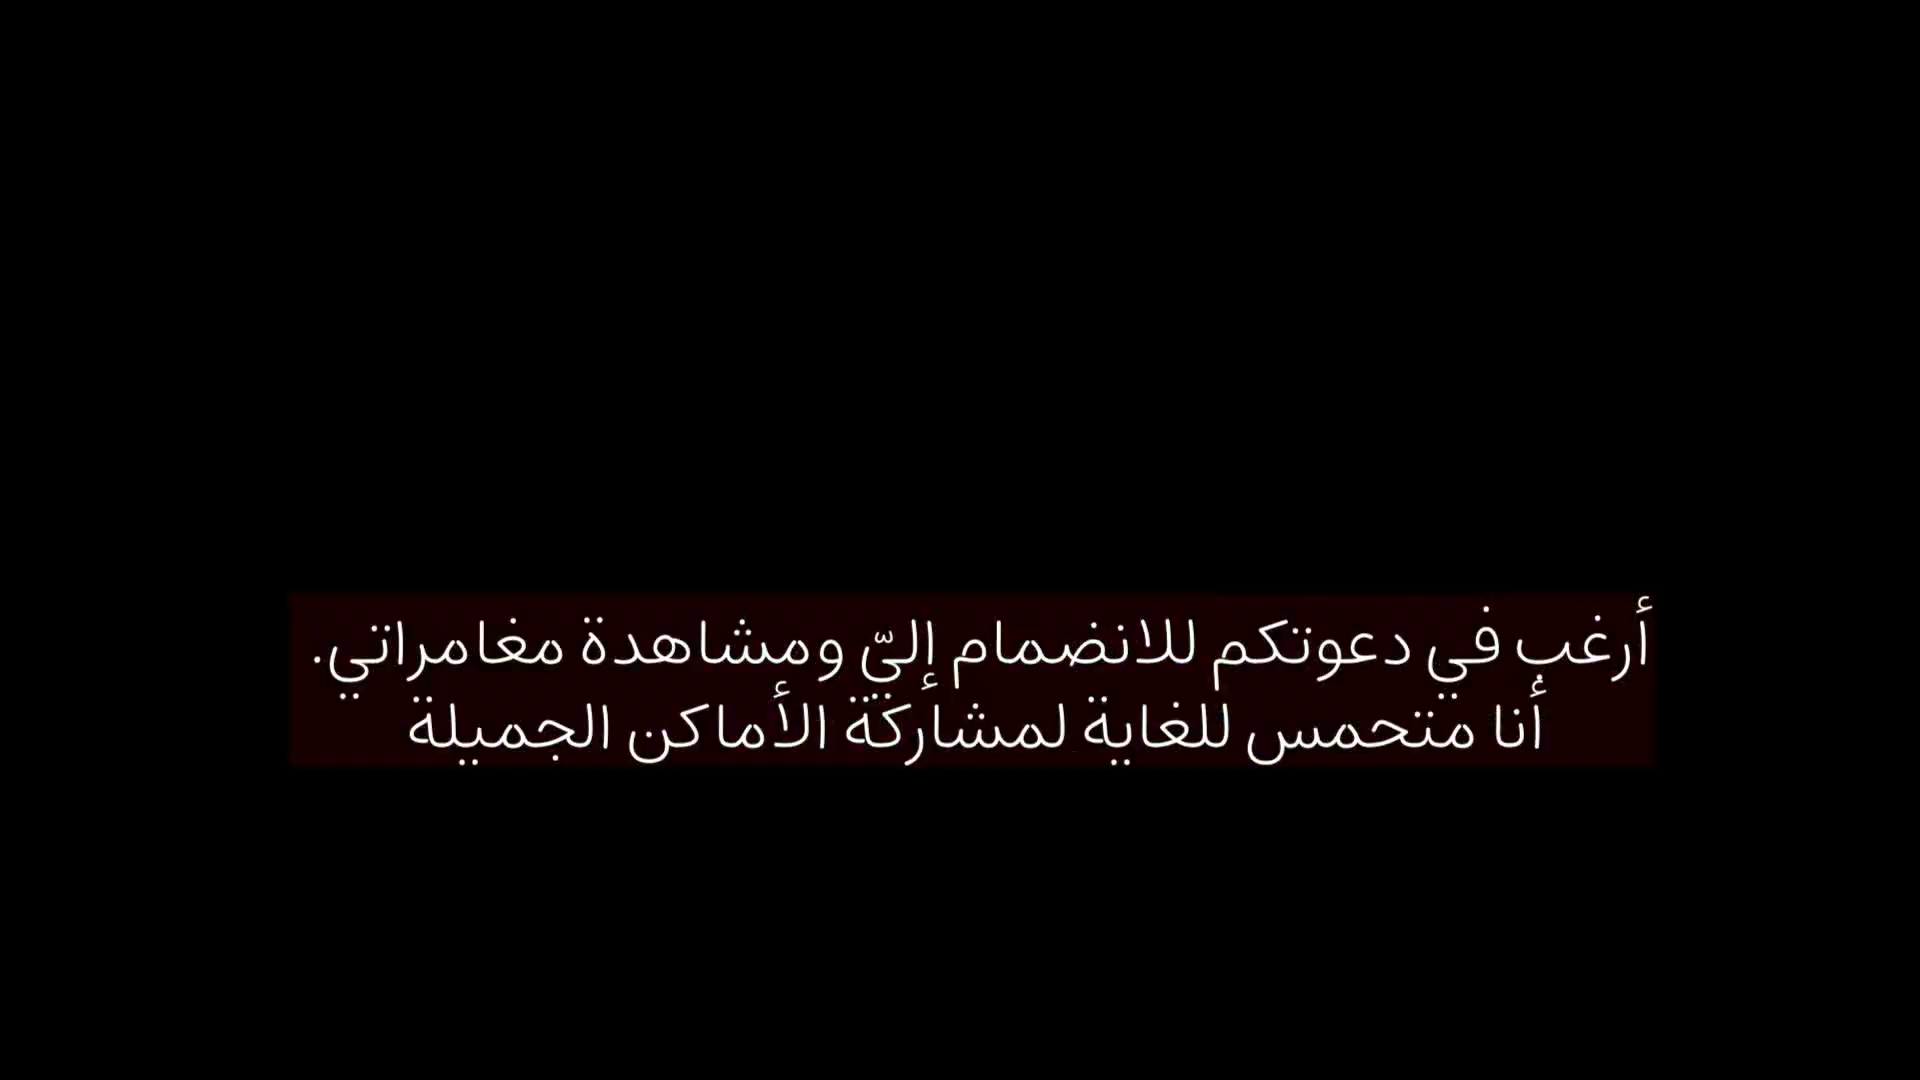 أرغب في دعوتكم للانضمام إليّ ومشاهدة مغامراتي.
أنا متحمس للغاية لمشاركة الأماكن الجميلة